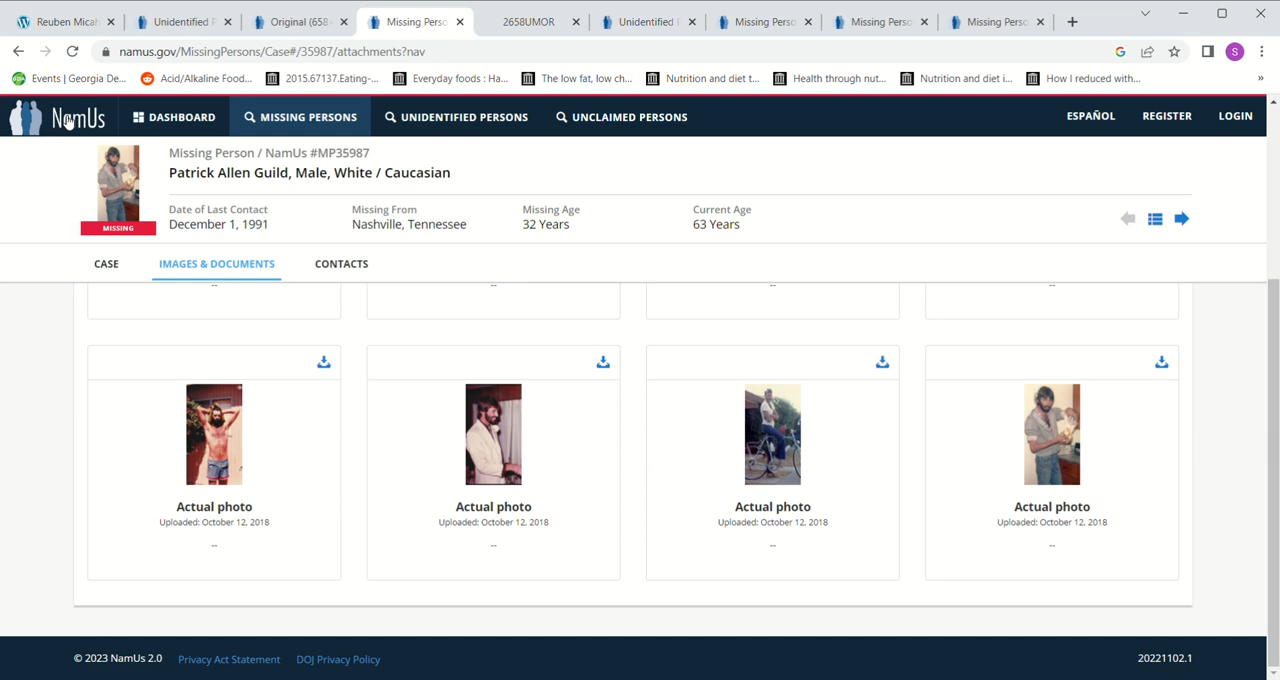 Reuben Micah
Unidentified P
Original (658
Missing Perso
2658UMOR
Unidentified
Missing Perso
Missing Perso
Missing Perso
namus.gov/MissingPersons/Case#/35987/attachments?nav
S
Events | Georgia De...
Acid/Alkaline Food...
2015.67137.Eating-...
Everyday foods : Ha...
The low fat, low ch...
Nutrition and diet t...
Health through nut...
Nutrition and diet i...
How I reduced with...
NamUs
DASHBOARD
MISSING PERSONS
UNIDENTIFIED PERSONS
UNCLAIMED PERSONS
ESPAÑOL
REGISTER
LOGIN
Missing Person / NamUs #MP35987
Patrick Allen Guild, Male, White / Caucasian
MISSING
Date of Last Contact
December 1, 1991
Missing From
Nashville, Tennessee
Missing Age
32 Years
Current Age
63 Years
CASE
IMAGES & DOCUMENTS
CONTACTS
--
--
--
--
Actual photo
Uploaded: October 12, 2018
--
Actual photo
Uploaded: October 12, 2018
--
Actual photo
Uploaded: October 12, 2018
--
Actual photo
Uploaded: October 12, 2018
--
© 2023 NamUs 2.0
Privacy Act Statement
DOJ Privacy Policy
20221102.1